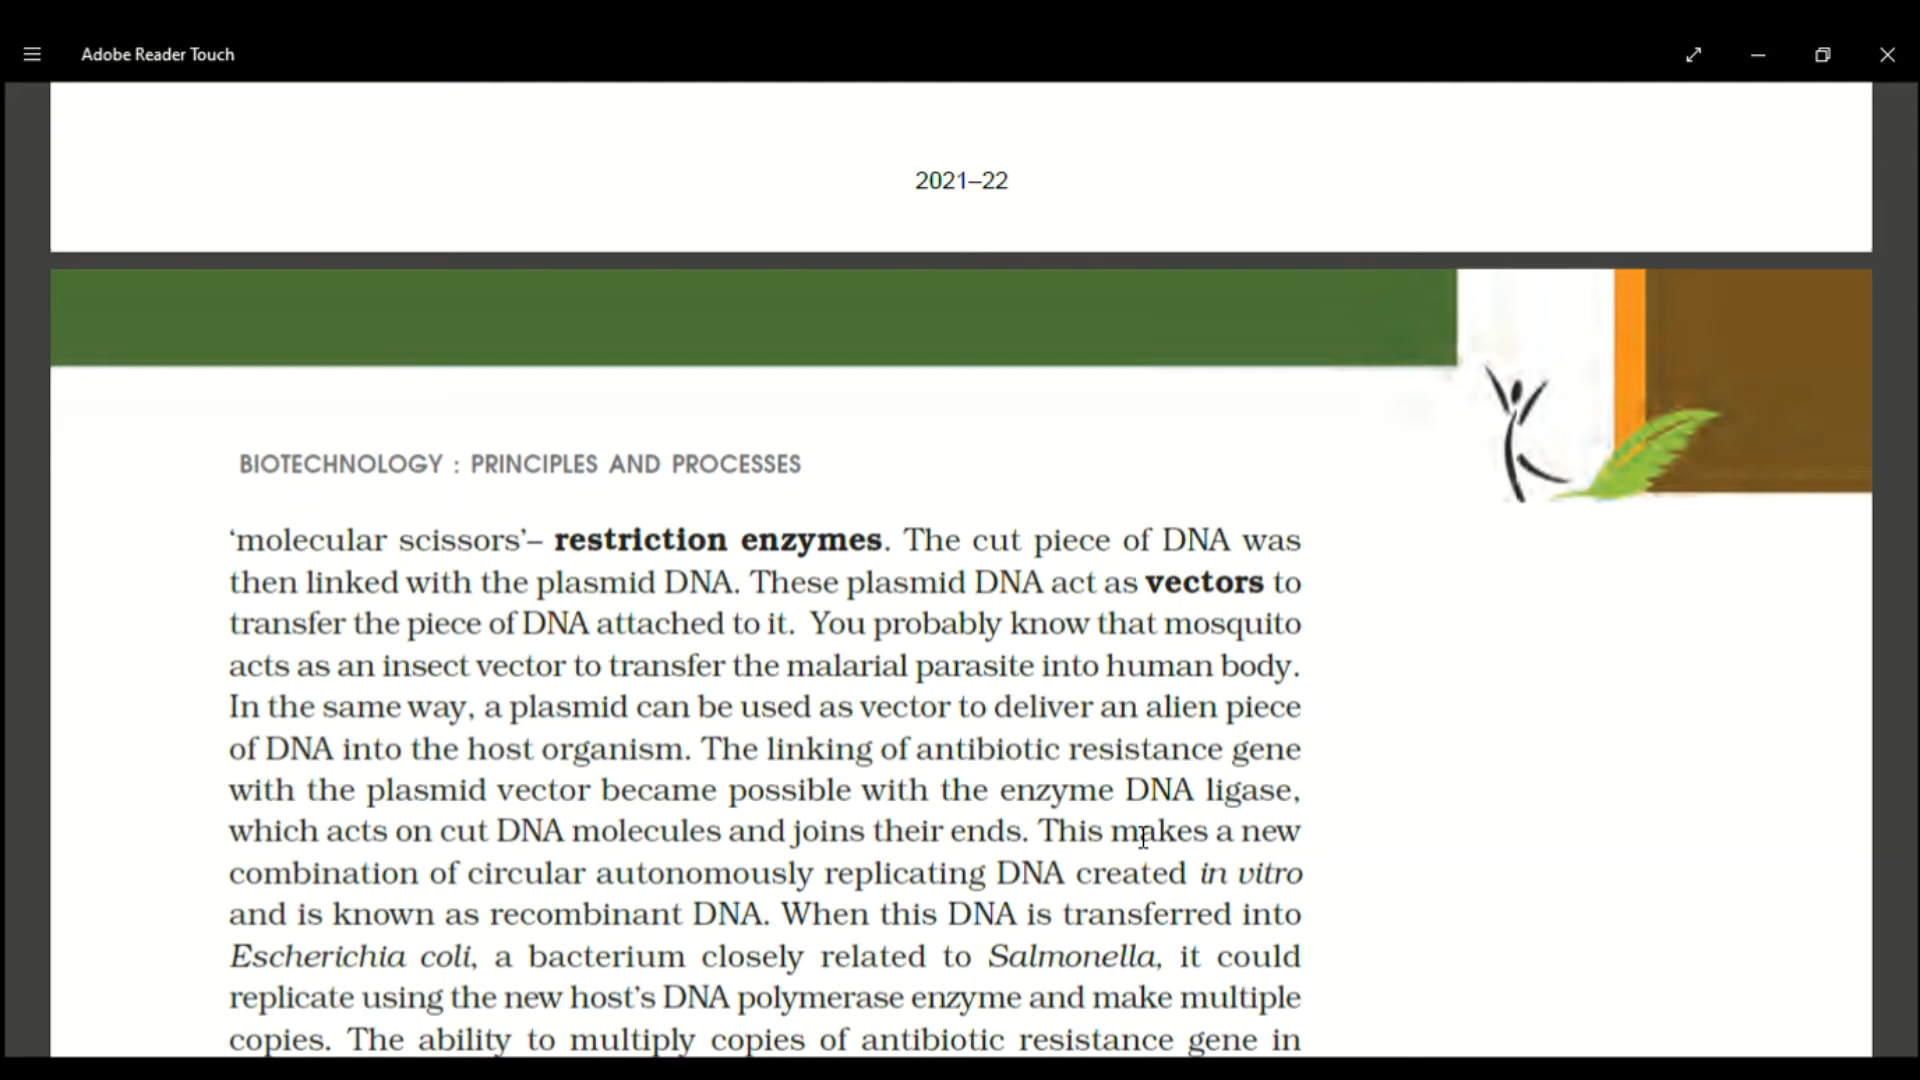 Adobe Reader Touch
2021–22
BIOTECHNOLOGY : PRINCIPLES AND PROCESSES
‘molecular scissors’– restriction enzymes. The cut piece of DNA was
then linked with the plasmid DNA. These plasmid DNA act as vectors to
transfer the piece of DNA attached to it. You probably know that mosquito
acts as an insect vector to transfer the malarial parasite into human body.
In the same way, a plasmid can be used as vector to deliver an alien piece
of DNA into the host organism. The linking of antibiotic resistance gene
with the plasmid vector became possible with the enzyme DNA ligase,
which acts on cut DNA molecules and joins their ends. This makes a new
combination of circular autonomously replicating DNA created in vitro
and is known as recombinant DNA. When this DNA is transferred into
Escherichia coli, a bacterium closely related to Salmonella, it could
replicate using the new host’s DNA polymerase enzyme and make multiple
copies. The ability to multiply copies of antibiotic resistance gene in